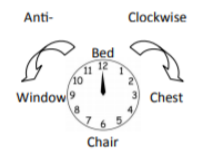 Anti- Clockwise
Bed
11 12 1
10 2
Window 9 3 Chest
8 4
7 6 5
Chair